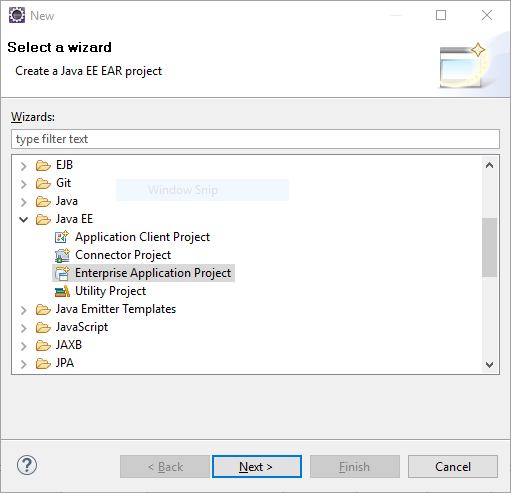 New
Select a wizard
Create a Java EE EAR project
Wizards:
type filter text
EJB
Git
Window Snip
Java
Java EE
Application Client Project
Connector Project
Enterprise Application Project
Utility Project
Java Emitter Templates
JavaScript
JAXB
JPA
?
< Back
Next >
Finish
Cancel